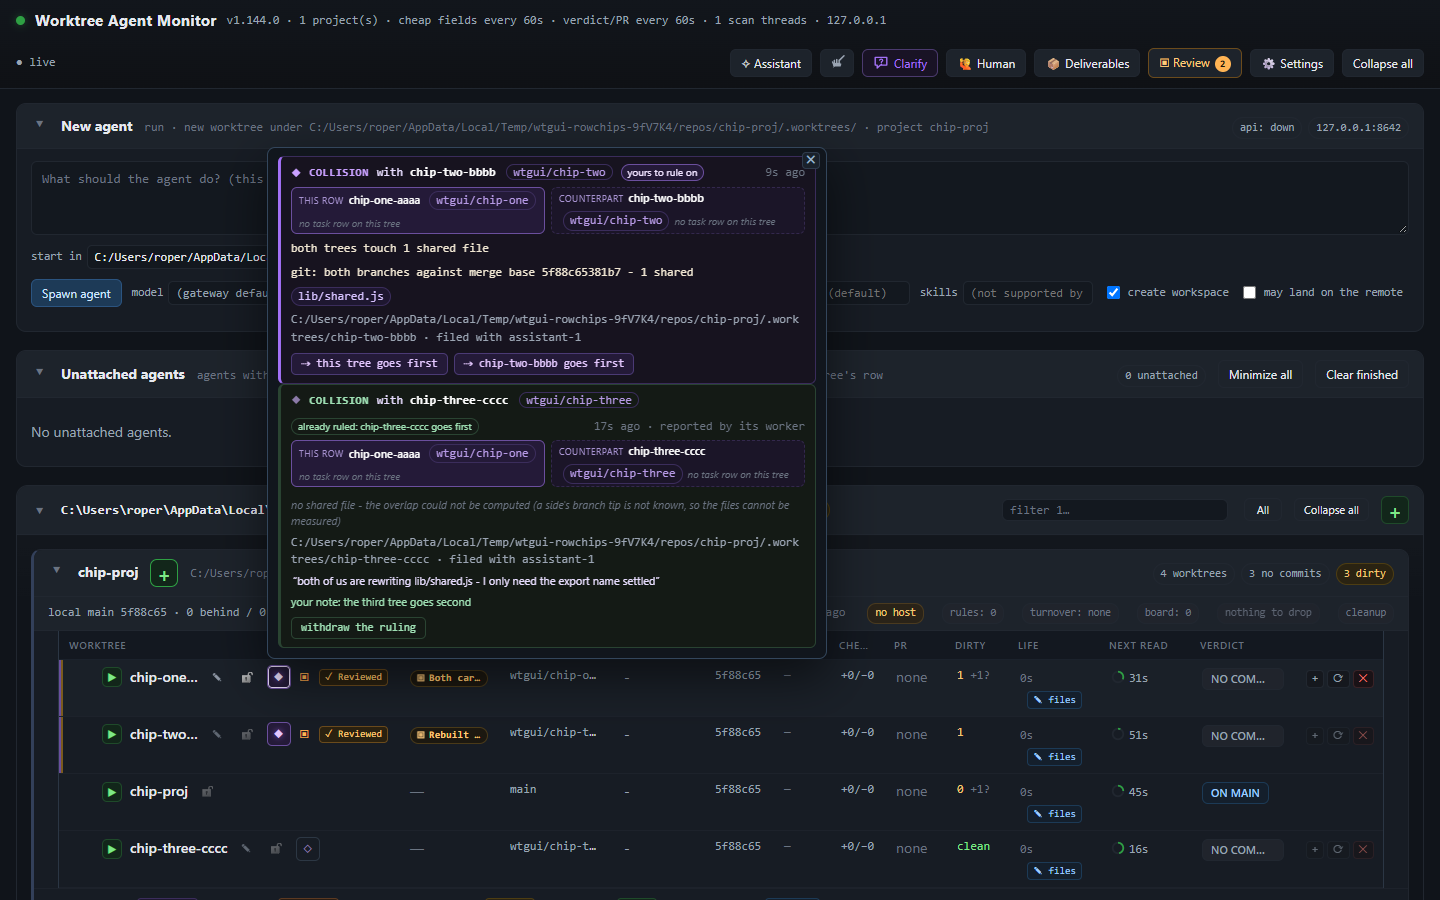 Worktree Agent Monitor v1.144.0 · 1 project(s) · cheap fields every 60s · verdict/PR every 60s · 1 scan threads · 127.0.0.1
● live
✧ Assistant
Clarify
Human
Deliverables
Review 2
Settings
Collapse all
New agent run · new worktree under C:/Users/roper/AppData/Local/Temp/wtgui-rowchips-9fV7K4/repos/chip-proj/.worktrees/ · project chip-proj
api: down 127.0.0.1:8642
What should the agent do? (this
start in C:/Users/roper/AppData/Loc
Spawn agent model (gateway defau
(default) skills (not supported by create workspace may land on the remote
COLLISION with chip-two-bbbb wtgui/chip-two yours to rule on 9s ago
THIS ROW chip-one-aaaa wtgui/chip-one
no task row on this tree
COUNTERPART chip-two-bbbb
wtgui/chip-two no task row on this tree
both trees touch 1 shared file
git: both branches against merge base 5f88c65381b7 - 1 shared
lib/shared.js
C:/Users/roper/AppData/Local/Temp/wtgui-rowchips-9fV7K4/repos/chip-proj/.work
trees/chip-two-bbbb · filed with assistant-1
→ this tree goes first → chip-two-bbbb goes first
COLLISION with chip-three-cccc wtgui/chip-three
already ruled: chip-three-cccc goes first 17s ago · reported by its worker
THIS ROW chip-one-aaaa wtgui/chip-one
no task row on this tree
COUNTERPART chip-three-cccc
wtgui/chip-three no task row on this tree
no shared file - the overlap could not be computed (a side's branch tip is not known, so the files cannot be
measured)
C:/Users/roper/AppData/Local/Temp/wtgui-rowchips-9fV7K4/repos/chip-proj/.work
trees/chip-three-cccc · filed with assistant-1
"both of us are rewriting lib/shared.js - I only need the export name settled"
your note: the third tree goes second
withdraw the ruling
Unattached agents agents with
ree's row 0 unattached Minimize all Clear finished
No unattached agents.
C:\Users\roper\AppData\Local\
filter 1… All Collapse all +
chip-proj + C:/Users/rop
4 worktrees 3 no commits 3 dirty
local main 5f88c65 · 0 behind / 0
ago no host rules: 0 turnover: none board: 0 nothing to drop cleanup
WORKTREE CHE… PR DIRTY LIFE NEXT READ VERDICT
chip-one… ✓ Reviewed Both car… wtgui/chip-o… – 5f88c65 — +0/−0 none 1 +1? 0s 31s NO COM…
files
chip-two… ✓ Reviewed Rebuilt … wtgui/chip-t… – 5f88c65 — +0/−0 none 1 0s 51s NO COM…
files
chip-proj — main – 5f88c65 — +0/−0 none 0 +1? 0s 45s ON MAIN
files
chip-three-cccc — wtgui/chip-t… – 5f88c65 — +0/−0 none clean 0s 16s NO COM…
files